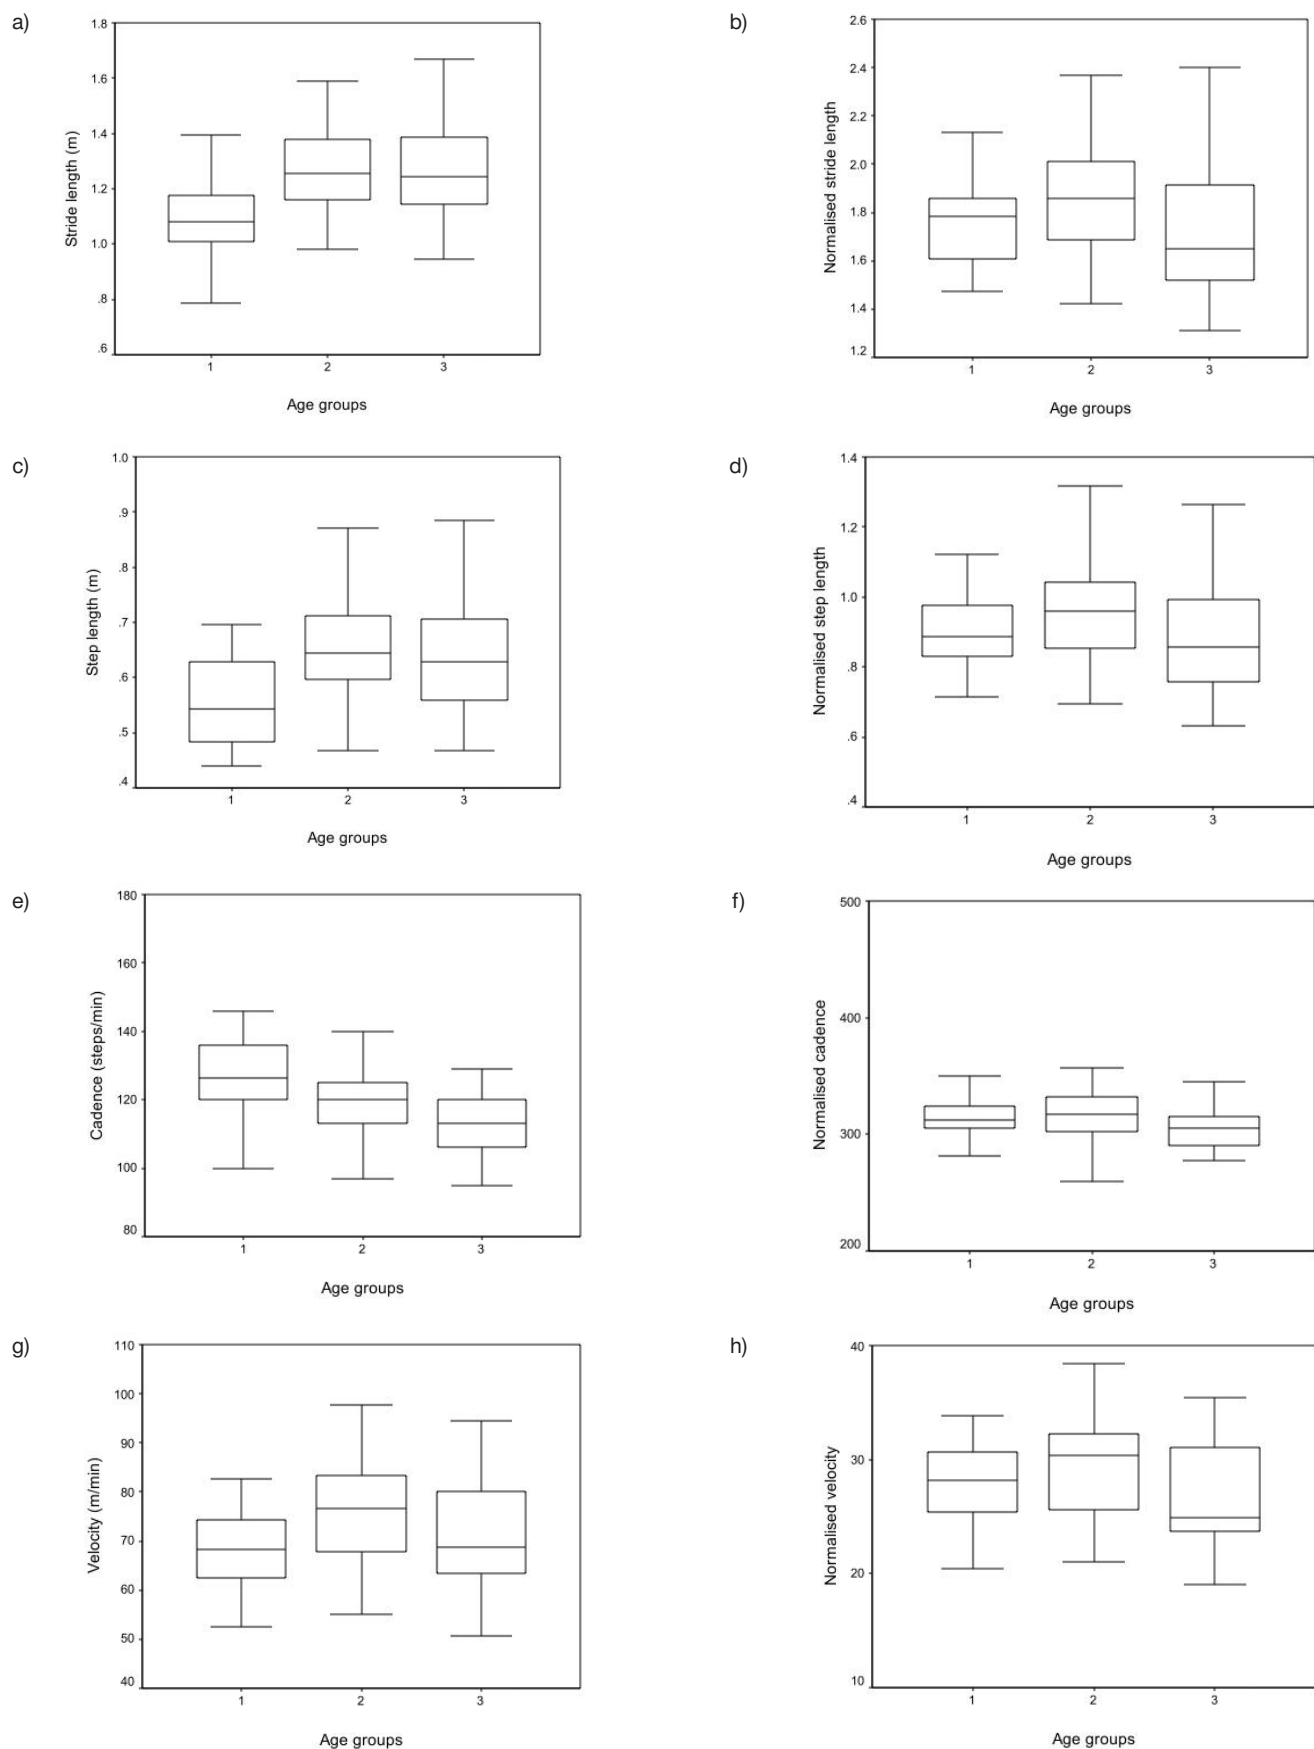 a)
1.8
1.6
1.4
1.2
1.0
.8
.6
Stride length (m)
1 2 3
Age groups
b)
2.6
2.4
2.2
2.0
1.8
1.6
1.4
1.2
Normalised stride length
1 2 3
Age groups
c)
1.0
.9
.8
.7
.6
.5
.4
Step length (m)
1 2 3
Age groups
d)
1.4
1.2
1.0
.8
.6
.4
Normalised step length
1 2 3
Age groups
e)
180
160
140
120
100
80
Cadence (steps/min)
1 2 3
Age groups
f)
500
400
300
200
Normalised cadence
1 2 3
Age groups
g)
110
100
90
80
70
60
50
40
Velocity (m/min)
1 2 3
Age groups
h)
40
30
20
10
Normalised velocity
1 2 3
Age groups